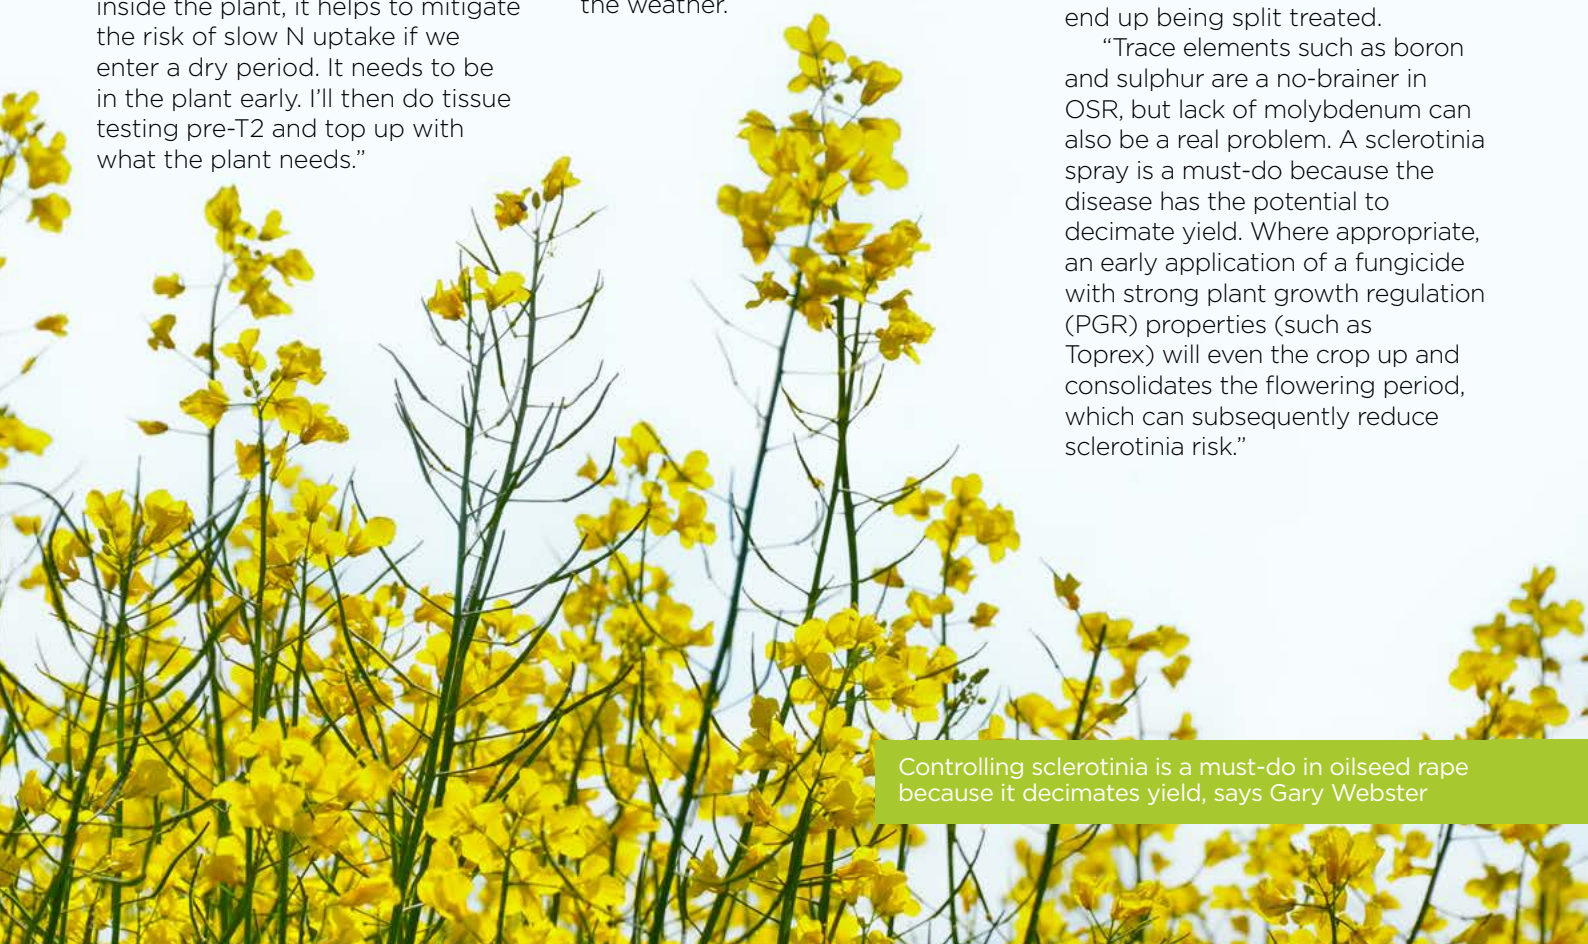 inside the plant, it helps to mitigate
the risk of slow N uptake if we
enter a dry period. It needs to be
in the plant early. I’ll then do tissue
testing pre-T2 and top up with
what the plant needs.”
the weather.
end up being split treated.
“Trace elements such as boron
and sulphur are a no-brainer in
OSR, but lack of molybdenum can
also be a real problem. A sclerotinia
spray is a must-do because the
disease has the potential to
decimate yield. Where appropriate,
an early application of a fungicide
with strong plant growth regulation
(PGR) properties (such as
Toprex) will even the crop up and
consolidates the flowering period,
which can subsequently reduce
sclerotinia risk.”
Controlling sclerotinia is a must-do in oilseed rape
because it decimates yield, says Gary Webster